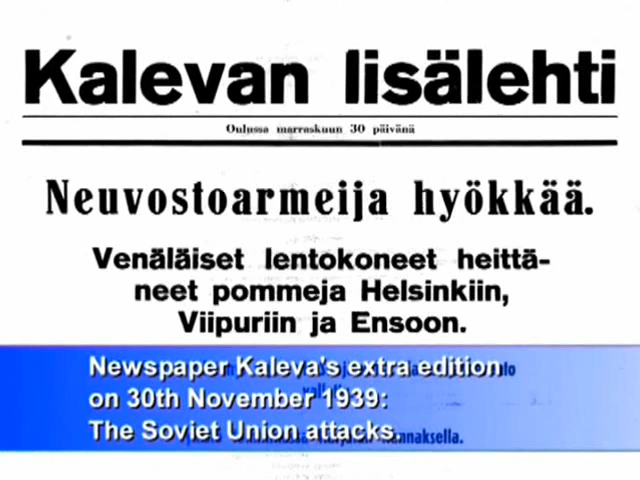 Kalevan lisälehti
Oulussa marraskuun 30 päivänä
Neuvostoarmeija hyökkää.
Venäläiset lentokoneet heittä-
neet pommeja Helsinkiin,
Viipuriin ja Ensoon.
Newspaper Kaleva's extra edition
on 30th November 1939:
The Soviet Union attacks.